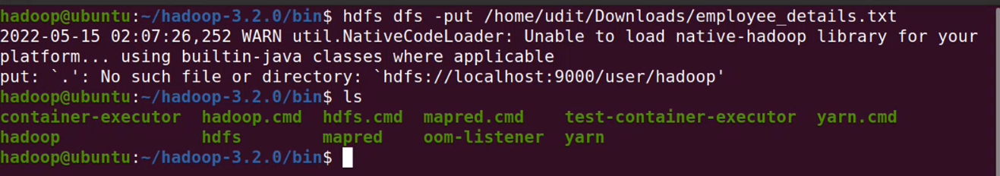 hadoop@ubuntu:~/hadoop-3.2.0/bin$ hdfs dfs -put /home/udit/Downloads/employee_details.txt
2022-05-15 02:07:26,252 WARN util.NativeCodeLoader: Unable to load native-hadoop library for your
platform... using builtin-java classes where applicable
put: `.': No such file or directory: `hdfs://localhost:9000/user/hadoop'
hadoop@ubuntu:~/hadoop-3.2.0/bin$ ls
container-executor  hadoop.cmd  hdfs.cmd  mapred.cmd    test-container-executor  yarn.cmd
hadoop              hdfs        mapred    oom-listener  yarn
hadoop@ubuntu:~/hadoop-3.2.0/bin$